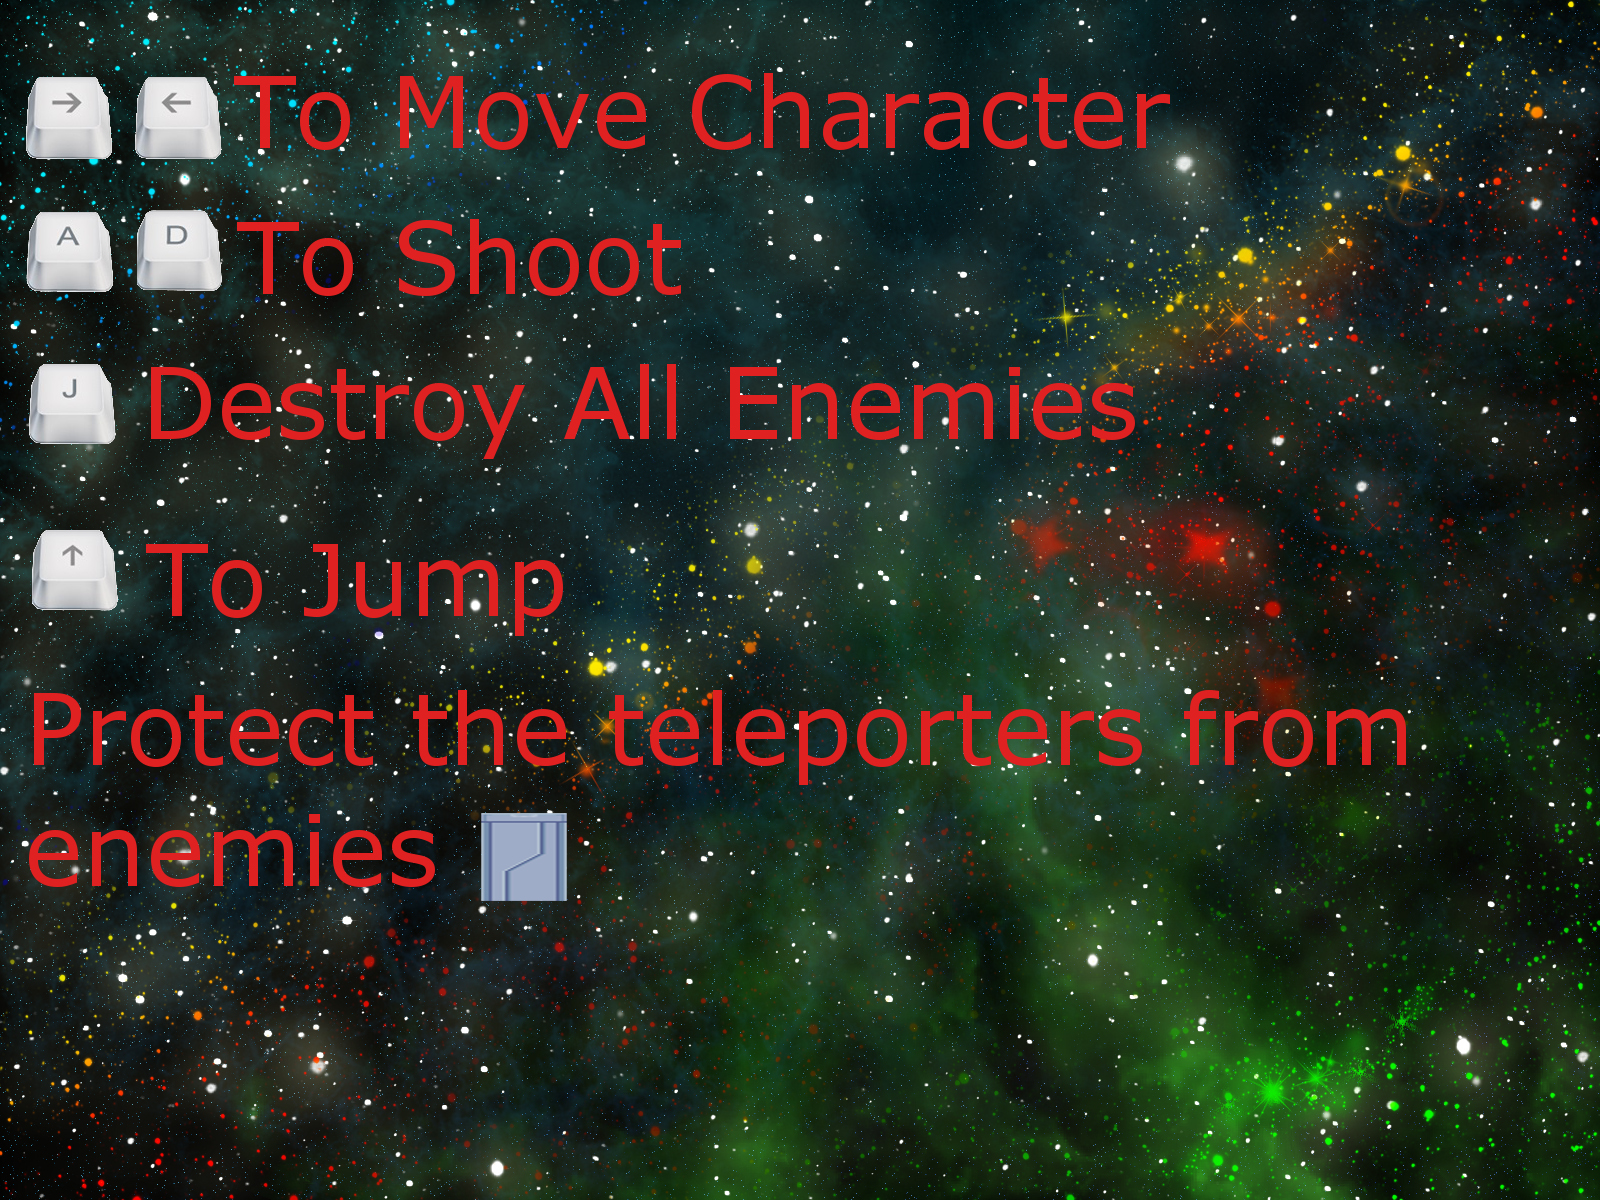 → ← To Move Character
A D To Shoot
J Destroy All Enemies
↑ To Jump
Protect the teleporters from
enemies